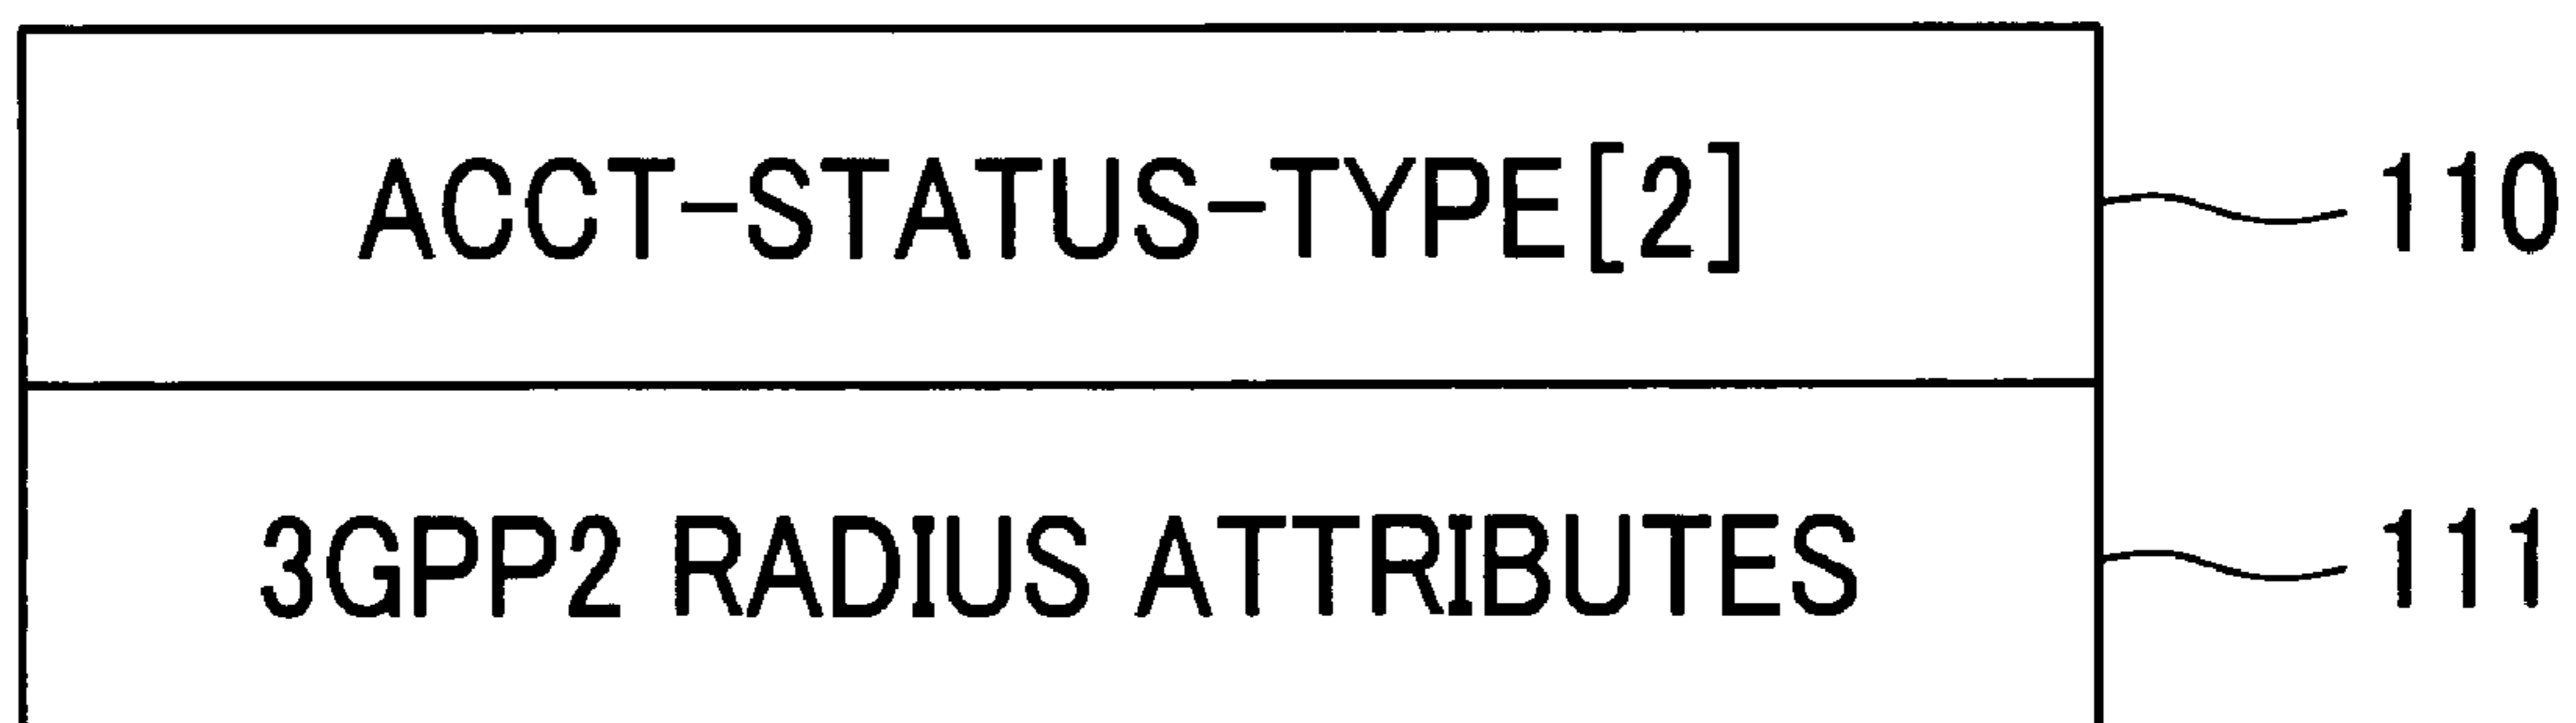 ACCT-STATUS-TYPE[2] 110
3GPP2 RADIUS ATTRIBUTES 111